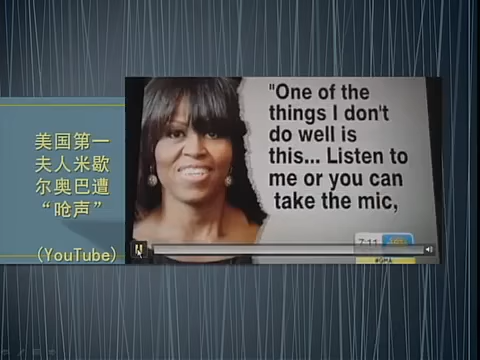 美国第一
夫人米歇
尔奥巴遭
“呛声”
(YouTube)
"One of the
things I don't
do well is
this... Listen to
me or you can
take the mic,
7:11
#GMA